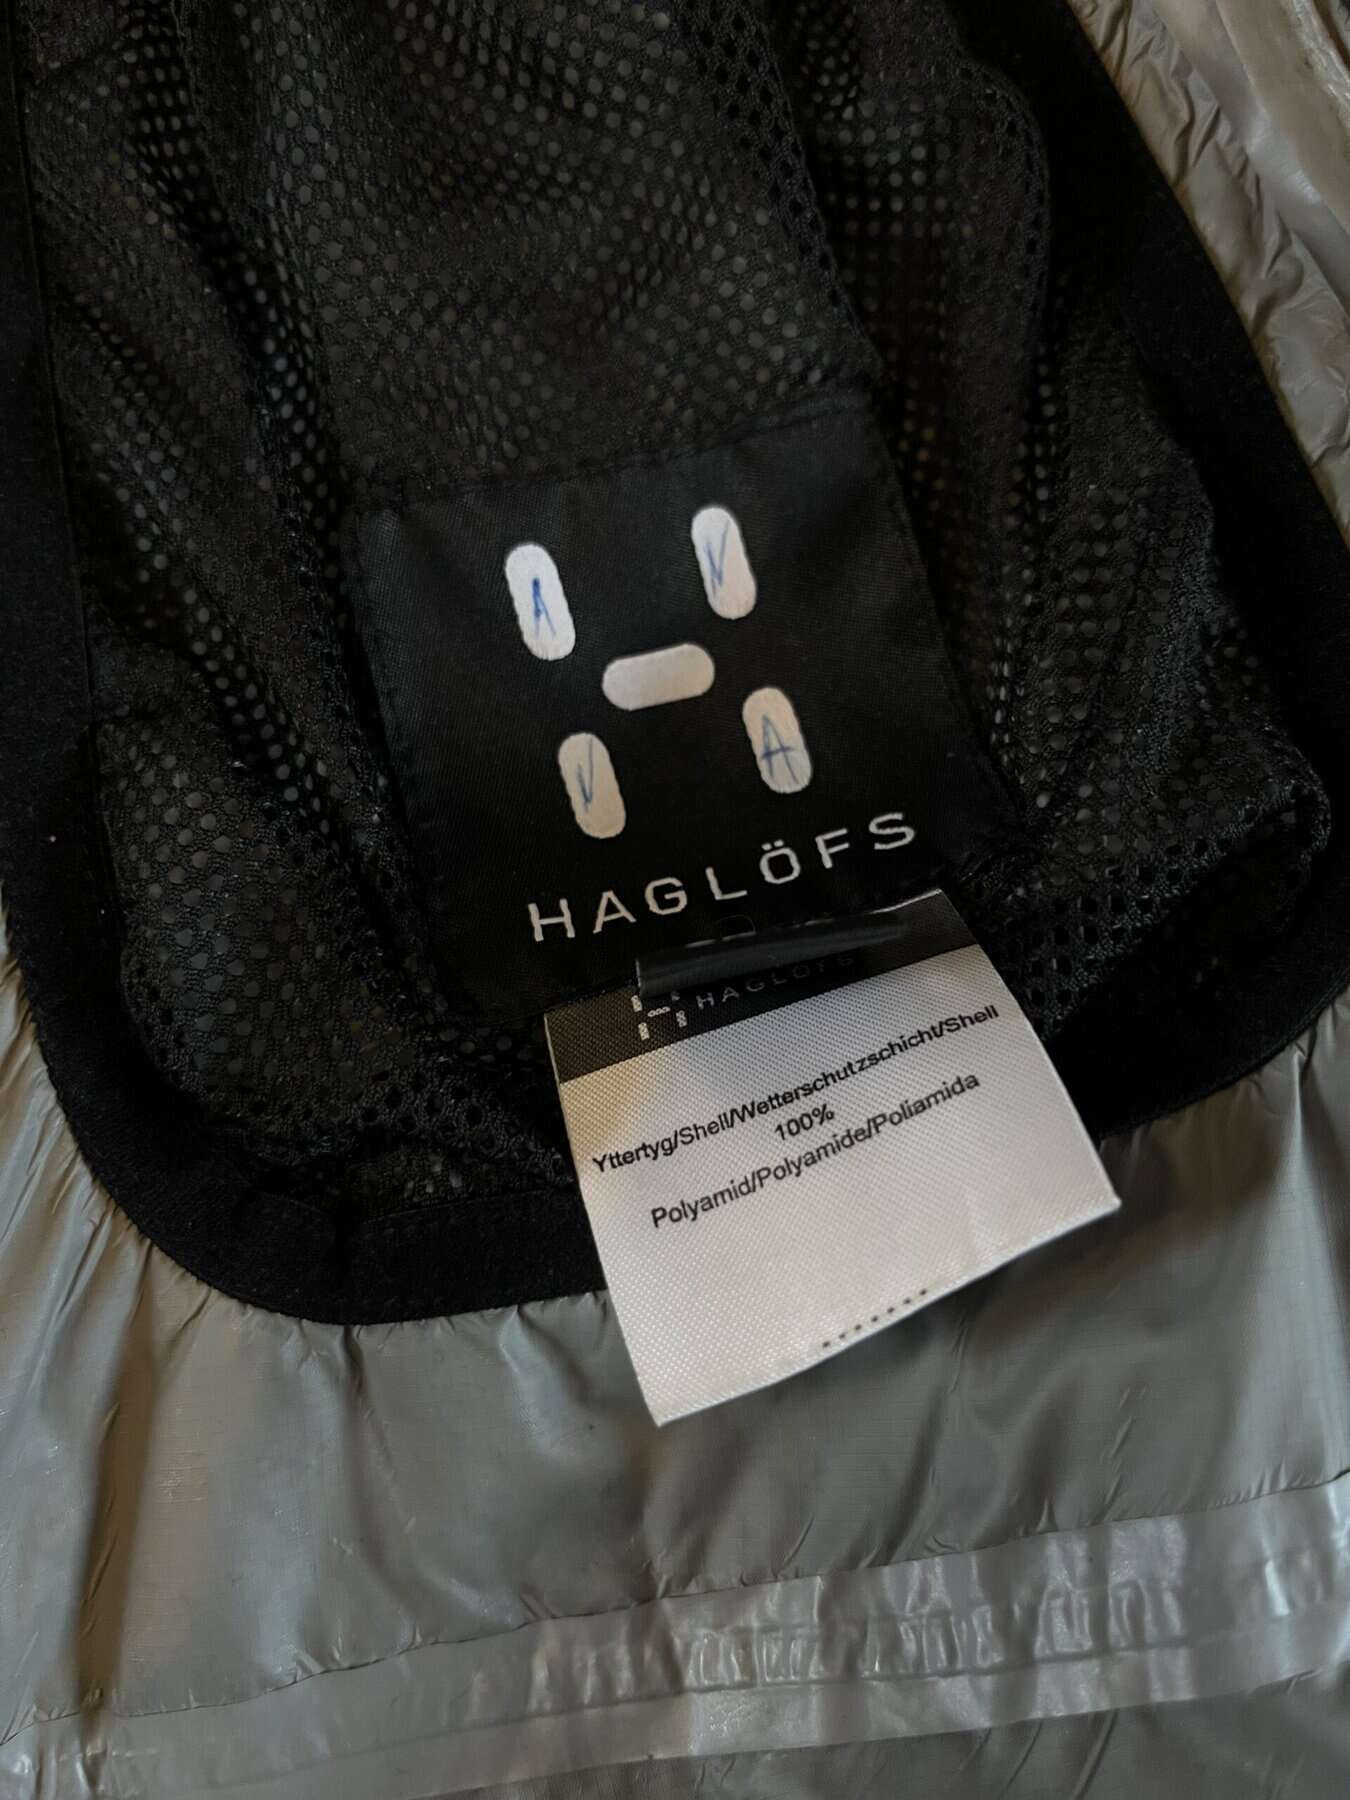 A V
V A
HAGLÖFS
HAGLÖFS
Yttertyg/Shell/Wetterschutzschicht/Shell
100%
Polyamid/Polyamide/Poliamida